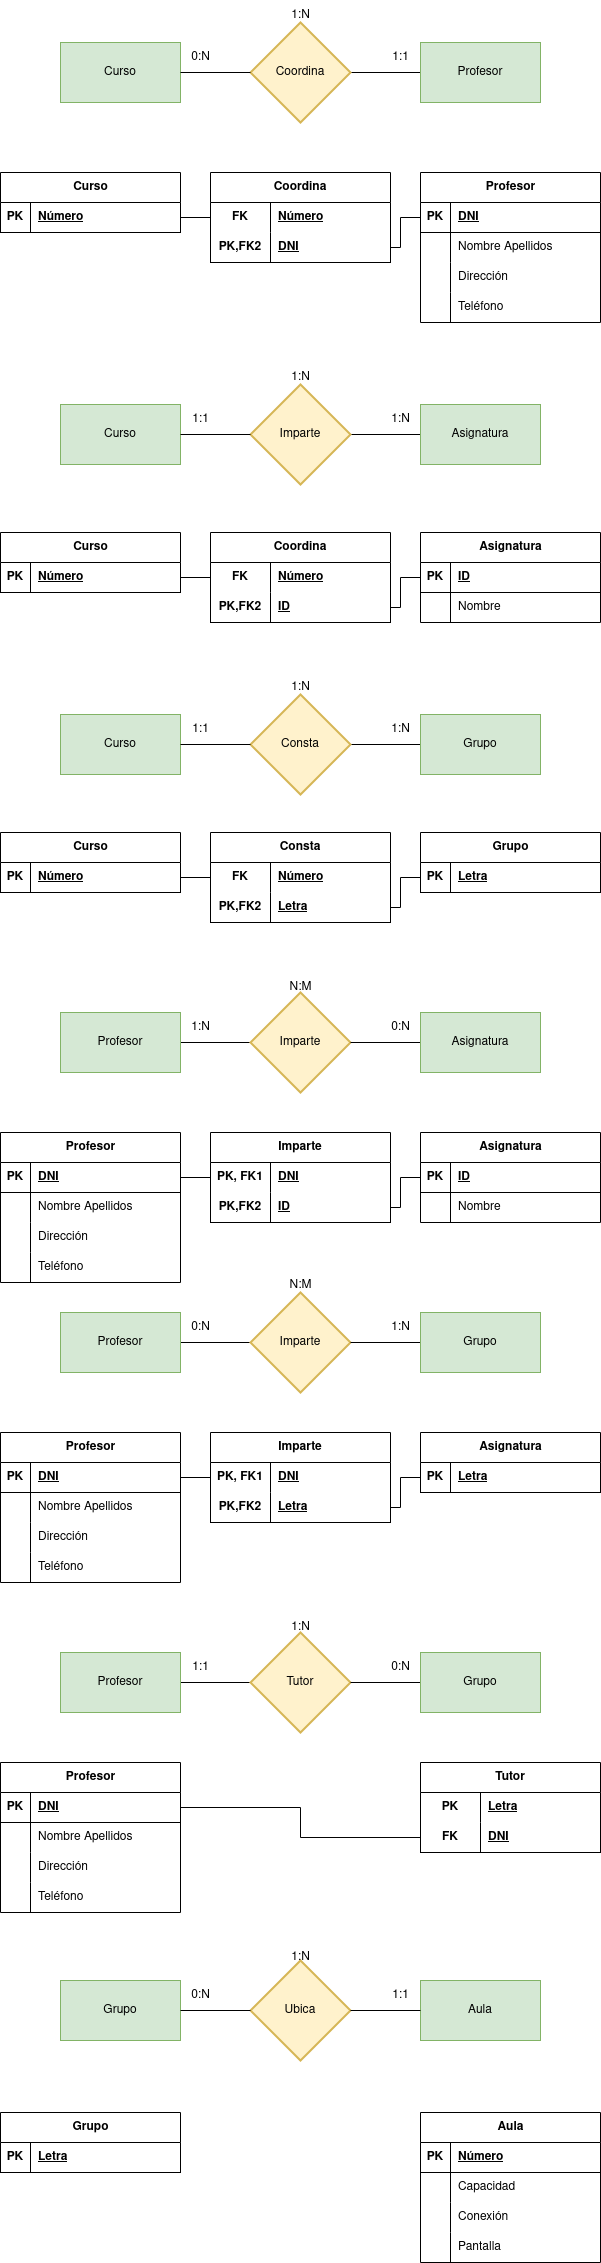 1:N
0:N
1:1
Curso
Coordina
Profesor
Curso
Coordina
Profesor
PK
Número
FK
Número
PK
DNI
PK,FK2
DNI
Nombre Apellidos
Dirección
Teléfono
1:N
1:1
1:N
Curso
Imparte
Asignatura
Curso
Coordina
Asignatura
PK
Número
FK
Número
PK
ID
PK,FK2
ID
Nombre
1:N
1:1
1:N
Curso
Consta
Grupo
Curso
Consta
Grupo
PK
Número
FK
Número
PK
Letra
PK,FK2
Letra
N:M
1:N
0:N
Profesor
Imparte
Asignatura
Profesor
Imparte
Asignatura
PK
DNI
PK, FK1
DNI
PK
ID
Nombre Apellidos
PK,FK2
ID
Nombre
Dirección
Teléfono
N:M
0:N
1:N
Profesor
Imparte
Grupo
Profesor
Imparte
Asignatura
PK
DNI
PK, FK1
DNI
PK
Letra
Nombre Apellidos
PK,FK2
Letra
Dirección
Teléfono
1:N
1:1
0:N
Profesor
Tutor
Grupo
Profesor
Tutor
PK
DNI
PK
Letra
Nombre Apellidos
FK
DNI
Dirección
Teléfono
1:N
0:N
1:1
Grupo
Ubica
Aula
Grupo
Aula
PK
Letra
PK
Número
Capacidad
Conexión
Pantalla